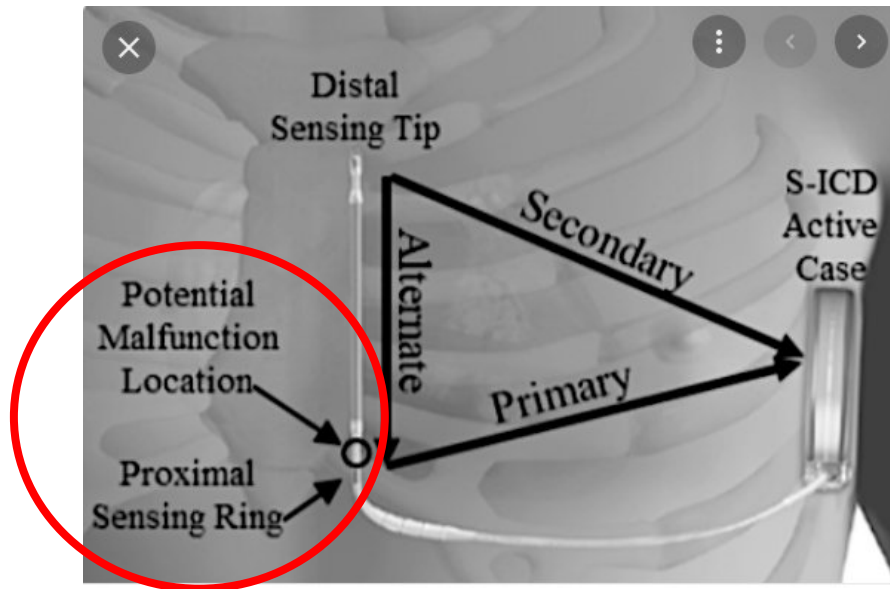 Distal
Sensing Tip
S-ICD
Active
Case
Secondary
Alternate
Primary
Potential
Malfunction
Location
Proximal
Sensing Ring